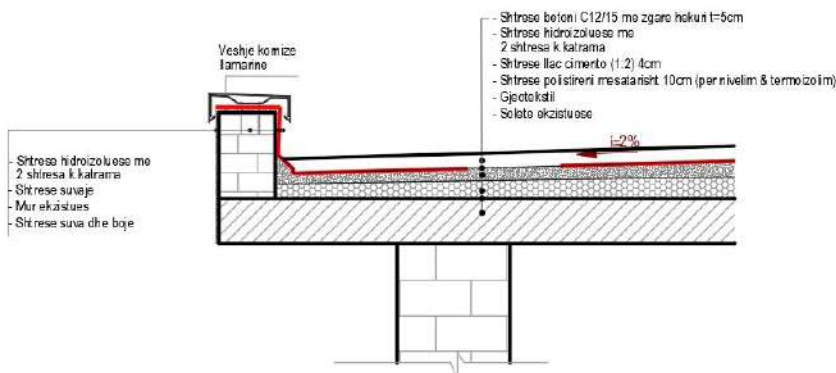 - Shtrese betoni C12/15 me zgare hekuri t=5cm
- Shtrese hidroizoluese me
2 shtresa k.katrama
- Shtrese llac cimento (1:2) 4cm
- Shtrese polistireni mesatarisht 10cm (per nivelim & termoizolim)
- Gjeotekstil
- Solete ekzistuese
Veshje kornize
llamarine
i=2%
- Shtrese hidroizoluese me
2 shtresa k.katrama
- Shtrese suvaje
- Mur ekzistues
- Shtrese suva dhe boje